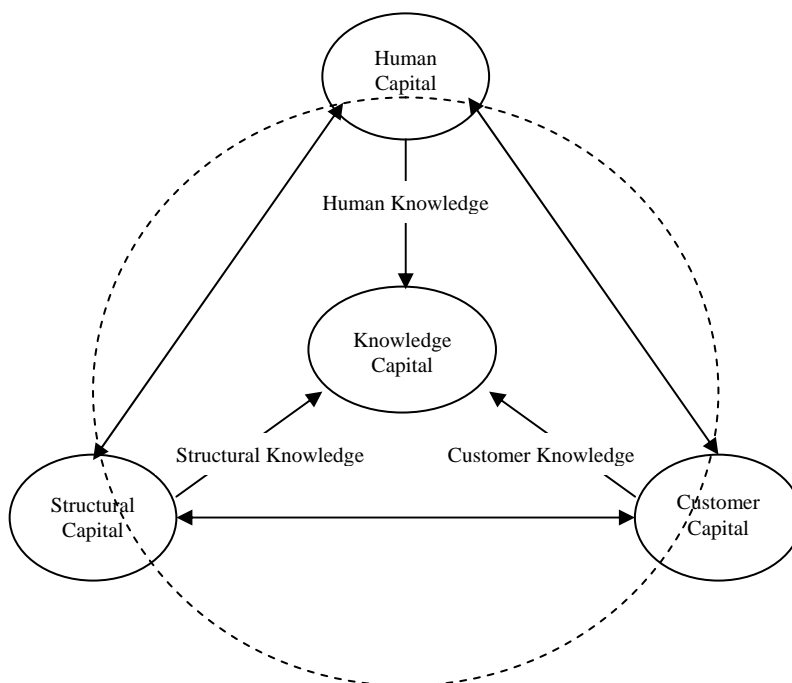 Human
Capital
Human Knowledge
Knowledge
Capital
Structural Knowledge
Customer Knowledge
Structural
Capital
Customer
Capital